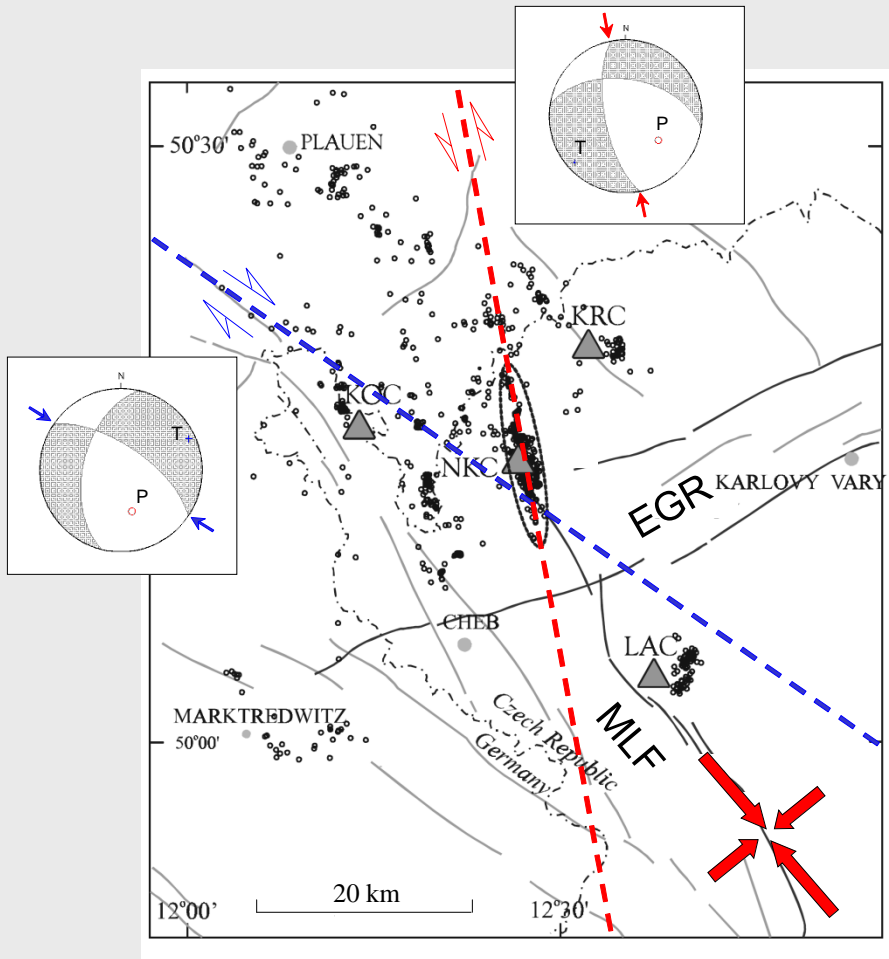 N
P
T
50°30'
PLAUEN
KRC
KOC
N
T
P
NKC
EGR
KARLOVY VARY
CHEB
LAC
MARKTREDWITZ
50°00'
Czech Republic
Germany
MLF
20 km
12°00'
12°30'